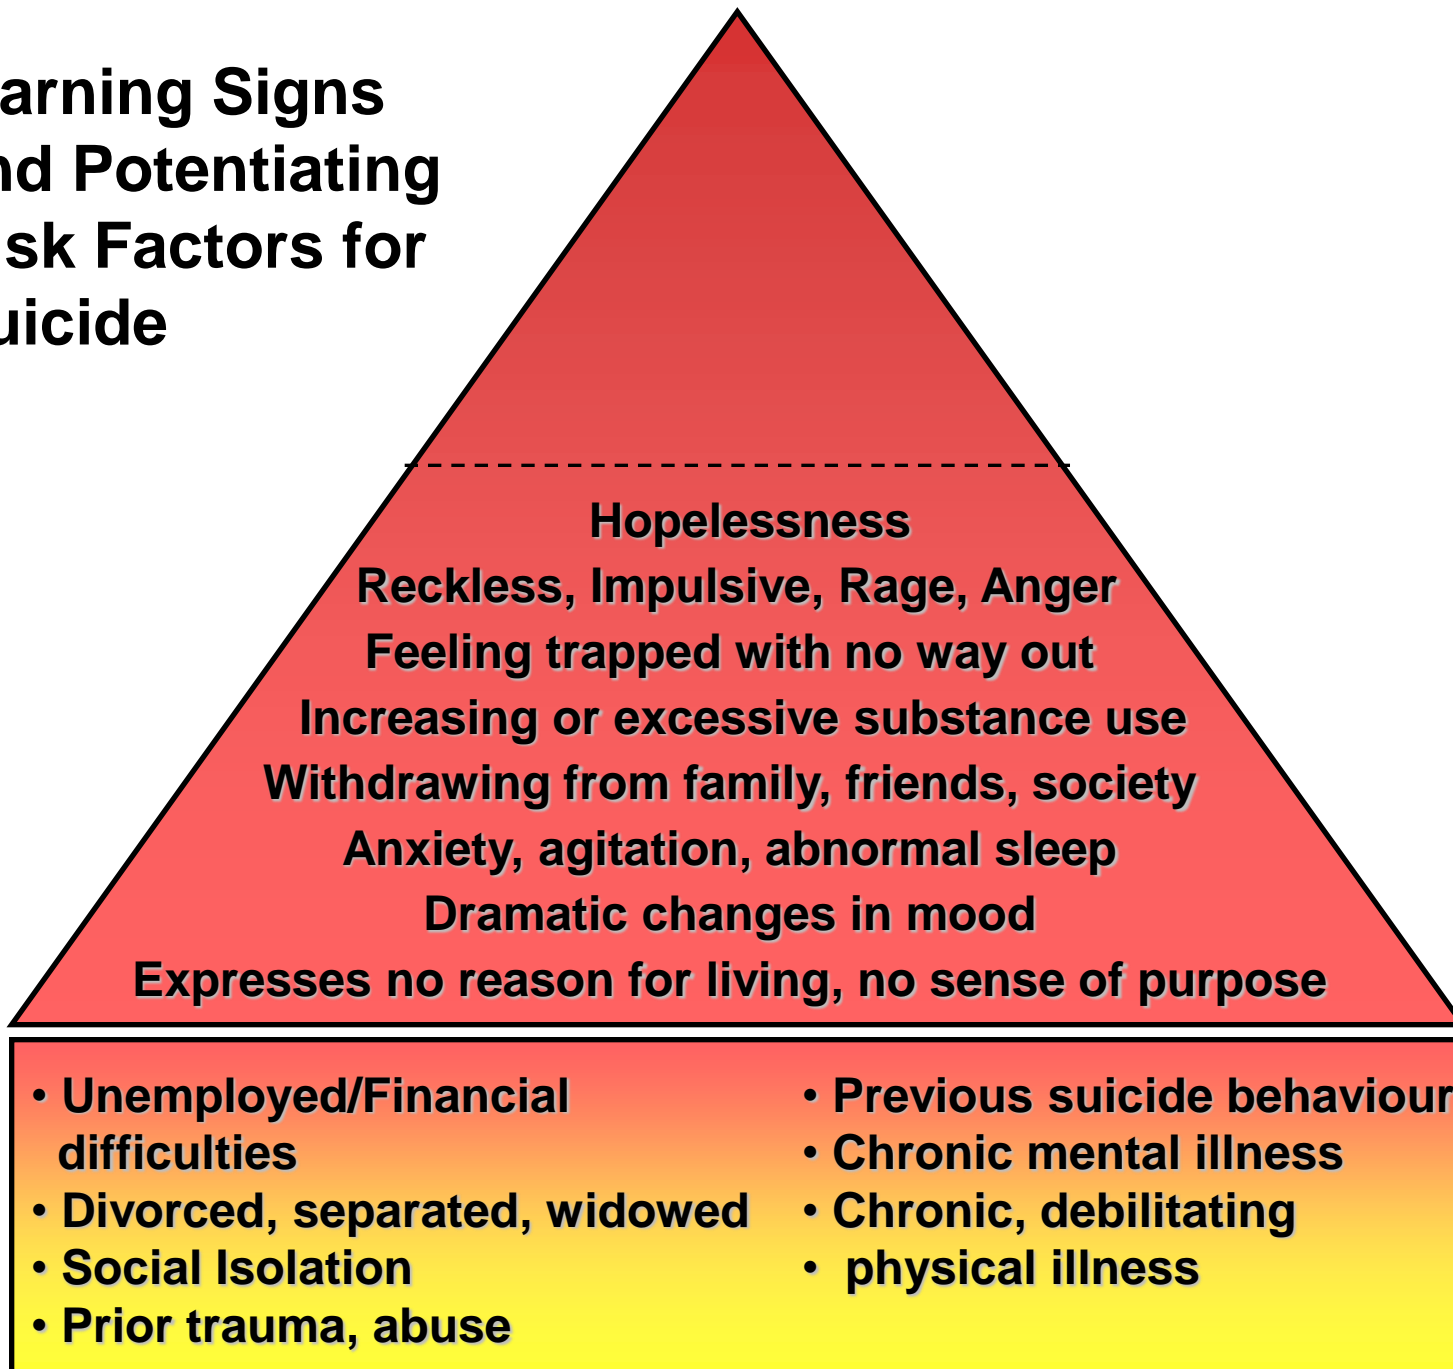 arning Signs
nd Potentiating
isk Factors for
uicide
Hopelessness
Reckless, Impulsive, Rage, Anger
Feeling trapped with no way out
Increasing or excessive substance use
Withdrawing from family, friends, society
Anxiety, agitation, abnormal sleep
Dramatic changes in mood
Expresses no reason for living, no sense of purpose
• Unemployed/Financial
difficulties
• Divorced, separated, widowed
• Social Isolation
• Prior trauma, abuse
• Previous suicide behaviour
• Chronic mental illness
• Chronic, debilitating
• physical illness